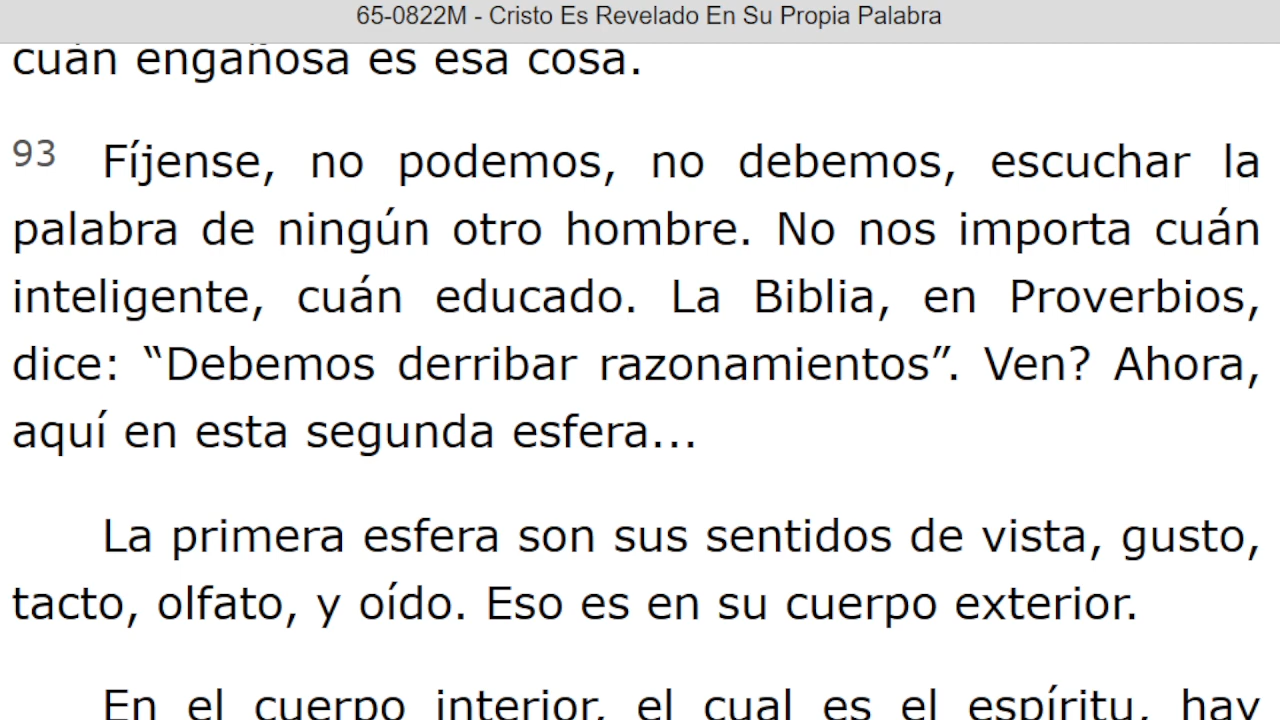 65-0822M - Cristo Es Revelado En Su Propia Palabra
cuán engañosa es esa cosa.
93 Fíjense, no podemos, no debemos, escuchar la
palabra de ningún otro hombre. No nos importa cuán
inteligente, cuán educado. La Biblia, en Proverbios,
dice: “Debemos derribar razonamientos”. Ven? Ahora,
aquí en esta segunda esfera...
La primera esfera son sus sentidos de vista, gusto,
tacto, olfato, y oído. Eso es en su cuerpo exterior.
En el cuerpo interior, el cual es el espíritu, hay